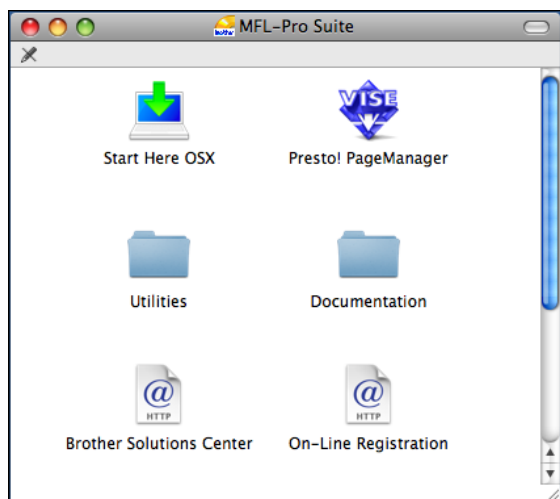 MFL-Pro Suite
Start Here OSX
VISE
Presto! PageManager
Utilities
Documentation
@
HTTP
@
HTTP
Brother Solutions Center
On-Line Registration